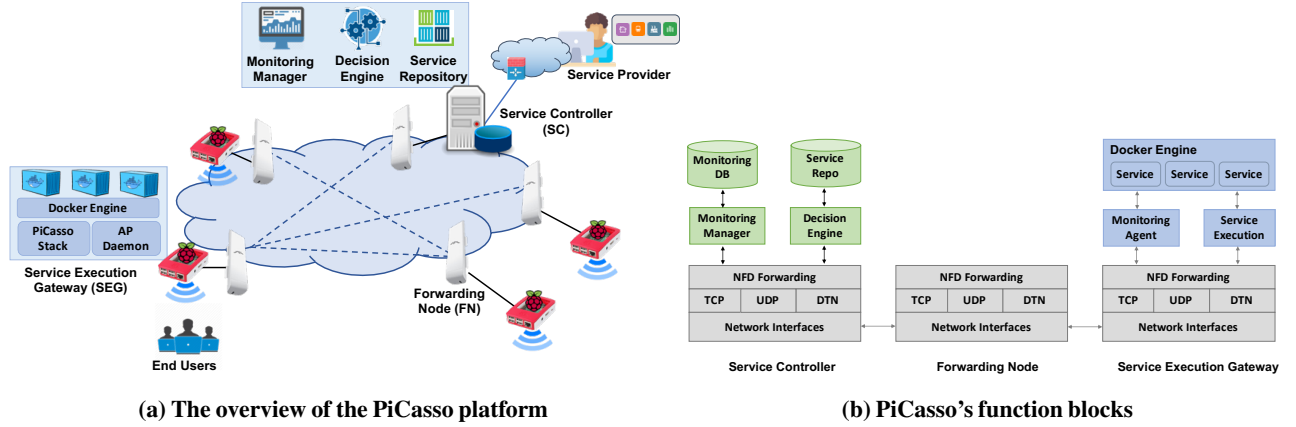 Monitoring
Manager
Decision
Engine
Service
Repository
Service Provider
Service Controller
(SC)
Docker Engine
PiCasso
Stack
AP
Daemon
Service Execution
Gateway (SEG)
Forwarding
Node (FN)
End Users
(a) The overview of the PiCasso platform
Monitoring
DB
Service
Repo
Monitoring
Manager
Decision
Engine
NFD Forwarding
TCP UDP DTN
Network Interfaces
Service Controller
NFD Forwarding
TCP UDP DTN
Network Interfaces
Forwarding Node
Docker Engine
Service Service Service
Monitoring
Agent
Service
Execution
NFD Forwarding
TCP UDP DTN
Network Interfaces
Service Execution Gateway
(b) PiCasso's function blocks